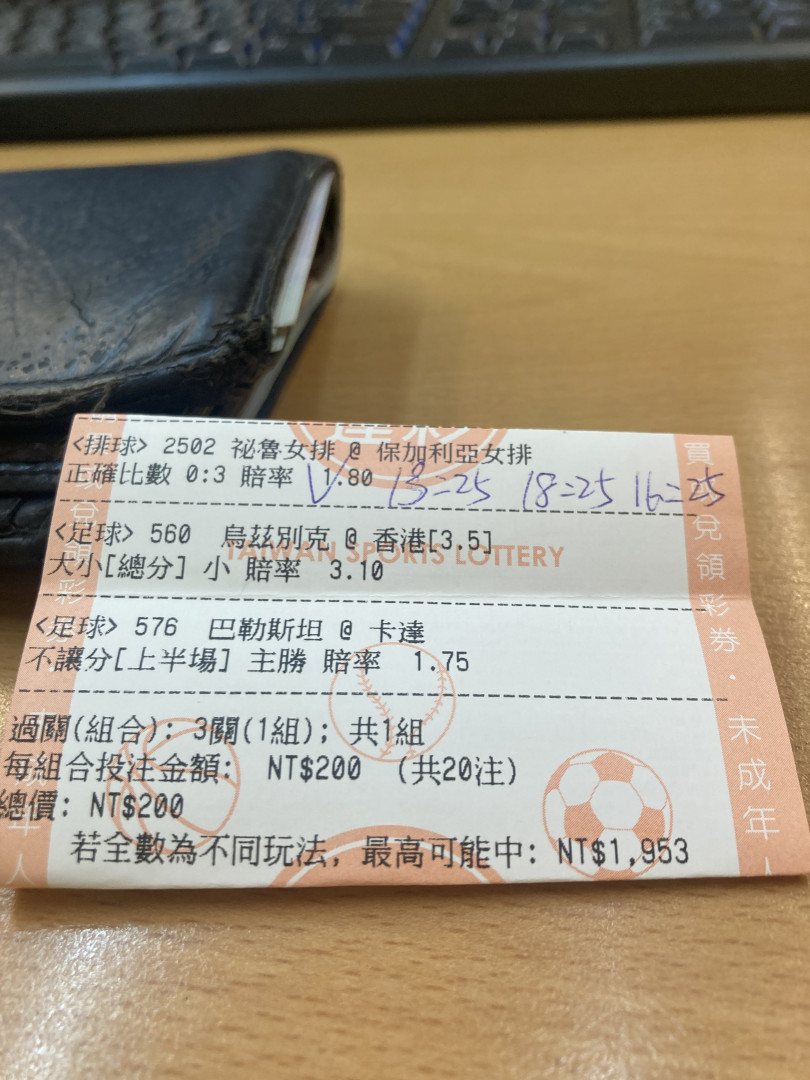 <排球> 2502 祕魯女排 @ 保加利亞女排
正確比數 0:3 賠率 1.80 V 13=25 18=25 16=25
<足球> 560 烏茲別克 @ 香港[3.5]
TAIWAN SPORTS LOTTERY
大小[總分] 小 賠率 3.10
<足球> 576 巴勒斯坦 @ 卡達
不讓分[上半場] 主勝 賠率 1.75
過關(組合): 3關(1組); 共1組
每組合投注金額: NT$200 (共20注)
總價: NT$200
若全數為不同玩法, 最高可能中: NT$1,953
買
兌領彩券·未成年人
兌領彩
年人